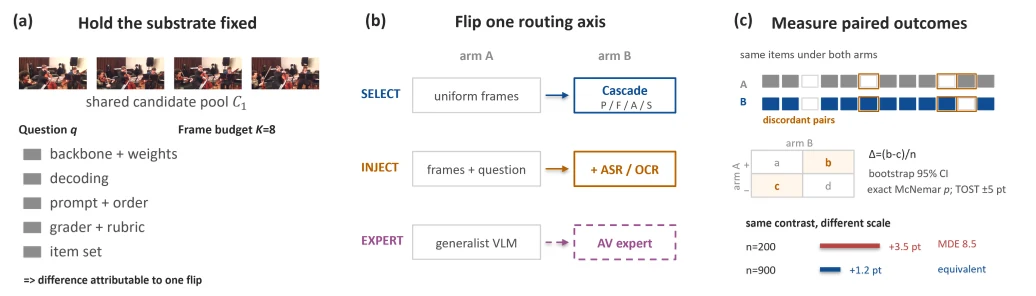 (a) Hold the substrate fixed
shared candidate pool C1
Question q Frame budget K=8
backbone + weights
decoding
prompt + order
grader + rubric
item set
=> difference attributable to one flip
(b) Flip one routing axis
arm A arm B
SELECT uniform frames Cascade
P / F / A / S
INJECT frames + question + ASR / OCR
EXPERT generalist VLM AV expert
(c) Measure paired outcomes
same items under both arms
A
B
discordant pairs
arm B
arm A
+ a b
− c d
Δ=(b-c)/n
bootstrap 95% CI
exact McNemar p; TOST ±5 pt
same contrast, different scale
n=200 +3.5 pt MDE 8.5
n=900 +1.2 pt equivalent